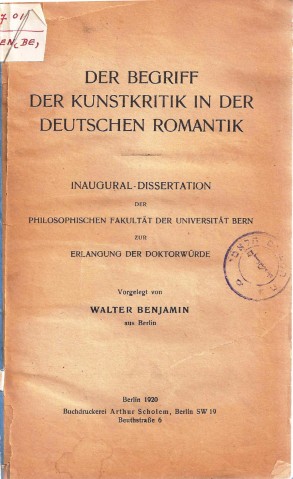 7 01
EN, BE,
DER BEGRIFF
DER KUNSTKRITIK IN DER
DEUTSCHEN ROMANTIK
INAUGURAL-DISSERTATION
DER
PHILOSOPHISCHEN FAKULTÄT DER UNIVERSITÄT BERN
ZUR
ERLANGUNG DER DOKTORWÜRDE
Vorgelegt von
WALTER BENJAMIN
aus Berlin
Berlin 1920
Buchdruckerei Arthur Scholem, Berlin SW 19
Beuthstraße 6